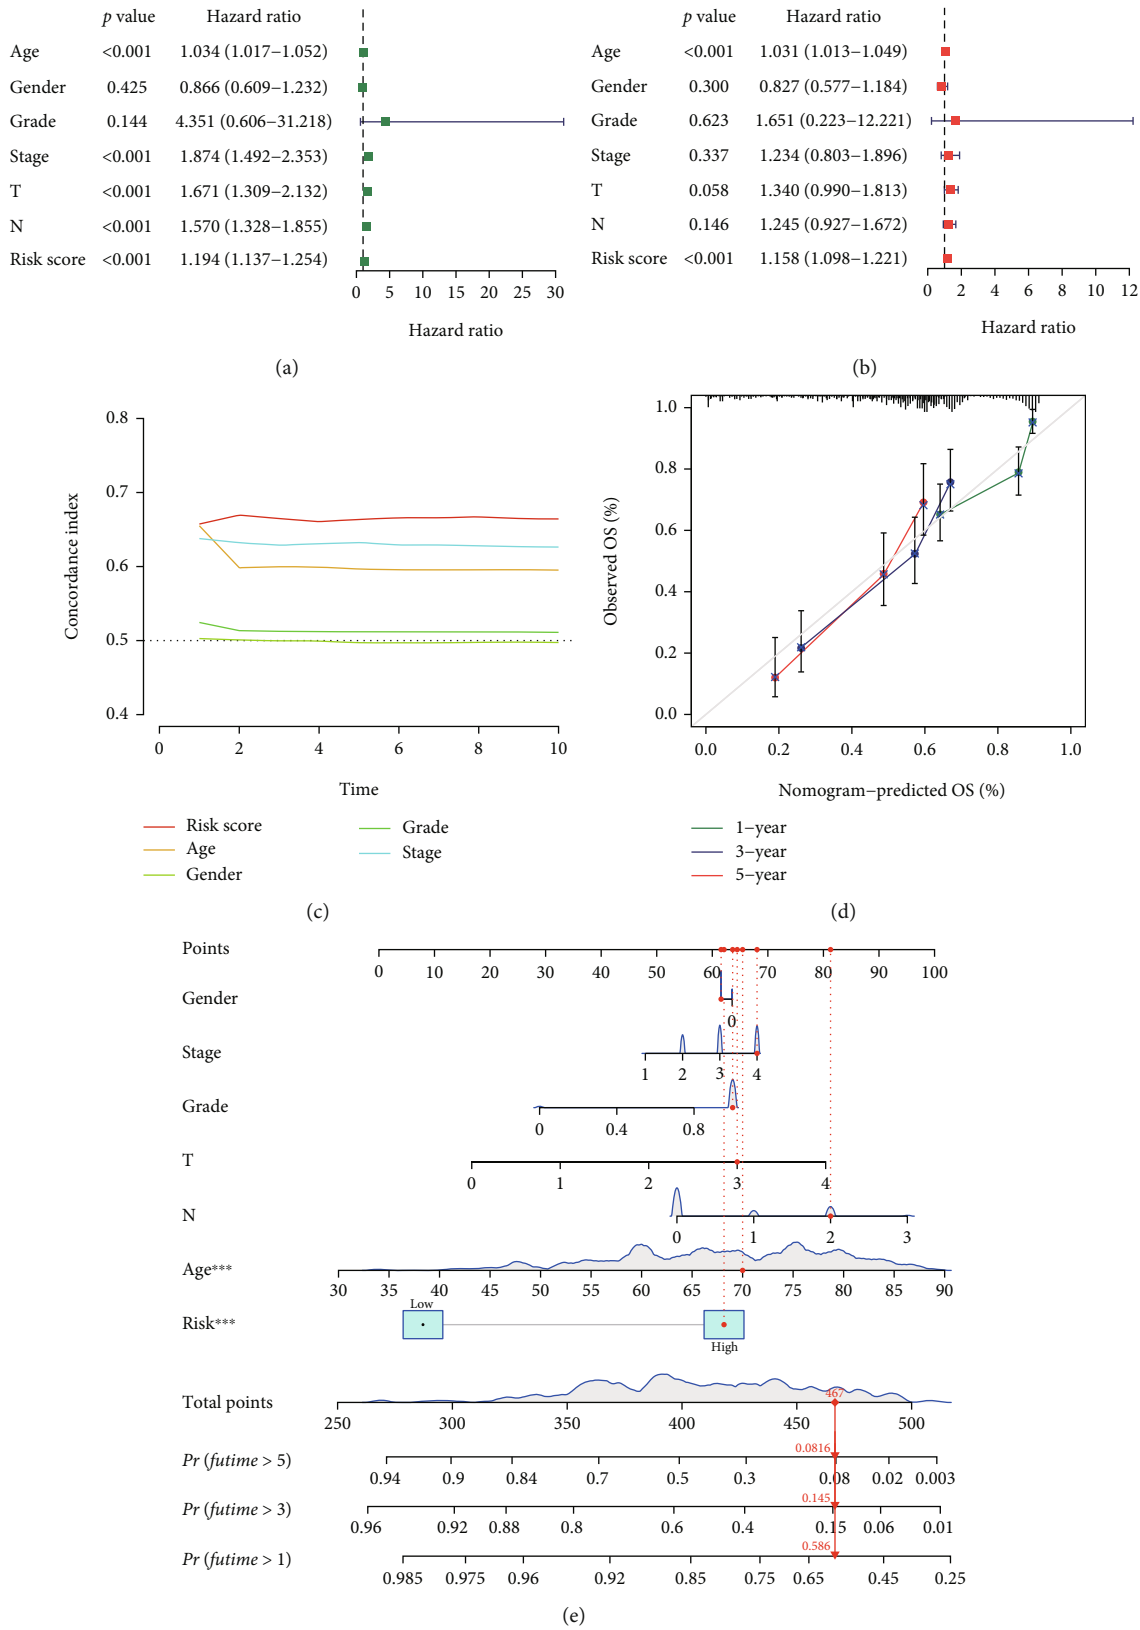 p value Hazard ratio
Age <0.001 1.034 (1.017−1.052)
Gender 0.425 0.866 (0.609−1.232)
Grade 0.144 4.351 (0.606−31.218)
Stage <0.001 1.874 (1.492−2.353)
T <0.001 1.671 (1.309−2.132)
N <0.001 1.570 (1.328−1.855)
Risk score <0.001 1.194 (1.137−1.254)
0 5 10 15 20 25 30
Hazard ratio
(a)
p value Hazard ratio
Age <0.001 1.031 (1.013−1.049)
Gender 0.300 0.827 (0.577−1.184)
Grade 0.623 1.651 (0.223−12.221)
Stage 0.337 1.234 (0.803−1.896)
T 0.058 1.340 (0.990−1.813)
N 0.146 1.245 (0.927−1.672)
Risk score <0.001 1.158 (1.098−1.221)
0 2 4 6 8 10 12
Hazard ratio
(b)
Concordance index
0.8
0.7
0.6
0.5
0.4
0 2 4 6 8 10
Time
Risk score
Age
Gender
Grade
Stage
(c)
Observed OS (%)
1.0
0.8
0.6
0.4
0.2
0.0
0.0 0.2 0.4 0.6 0.8 1.0
Nomogram−predicted OS (%)
1−year
3−year
5−year
(d)
Points
0 10 20 30 40 50 60 70 80 90 100
Gender
0
Stage
1 2 3 4
Grade
0 0.4 0.8
T
0 1 2 3 4
N
0 1 2 3
Age***
30 35 40 45 50 55 60 65 70 75 80 85 90
Low
Risk***
High
Total points
467
250 300 350 400 450 500
0.0816
Pr (futime > 5)
0.94 0.9 0.84 0.7 0.5 0.3 0.08 0.02 0.003
0.145
Pr (futime > 3)
0.96 0.92 0.88 0.8 0.6 0.4 0.15 0.06 0.01
0.586
Pr (futime > 1)
0.985 0.975 0.96 0.92 0.85 0.75 0.65 0.45 0.25
(e)